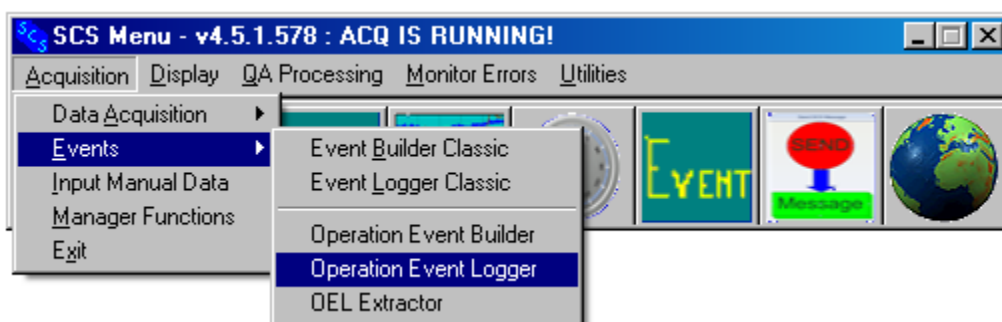 SCS SCS Menu - v4.5.1.578 : ACQ IS RUNNING!
Acquisition Display QA Processing Monitor Errors Utilities
Data Acquisition
Events
Input Manual Data
Manager Functions
Exit
Event Builder Classic
Event Logger Classic
Operation Event Builder
Operation Event Logger
OEL Extractor
EVENT
SEND
Message